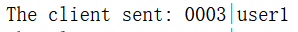 The client sent: 0003|user1